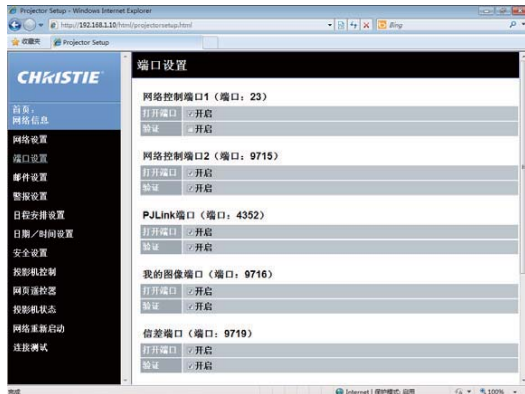 Projector Setup - Windows Internet Explorer
http://192.168.1.10/html/projectorsetup.html
Bing
收藏夹
Projector Setup
CHRISTIE
首页:
网络信息
网络设置
端口设置
邮件设置
警报设置
日程安排设置
日期/时间设置
安全设置
投影机控制
网页遥控器
投影机状态
网络重新启动
连接测试
端口设置
网络控制端口1(端口:23)
打开端口 开启
验证 开启
网络控制端口2(端口:9715)
打开端口 开启
验证 开启
PJLink端口(端口:4352)
打开端口 开启
验证 开启
我的图像端口(端口:9716)
打开端口 开启
验证 开启
信差端口(端口:9719)
打开端口 开启
验证 开启
完成
Internet | 保护模式: 启用
100%